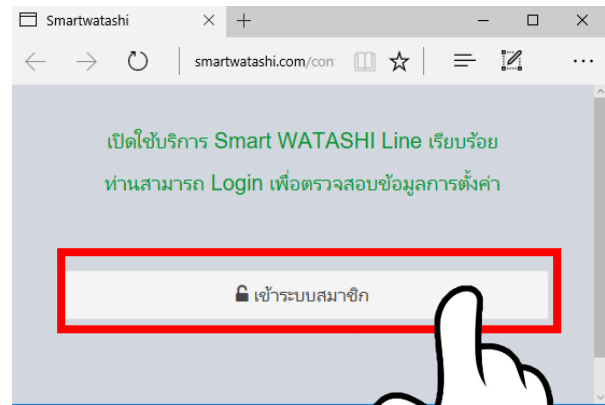 Smartwatashi
smartwatashi.com/con
เปิดใช้บริการ Smart WATASHI Line เรียบร้อย
ท่านสามารถ Login เพื่อตรวจสอบข้อมูลการตั้งค่า
เข้าระบบสมาชิก